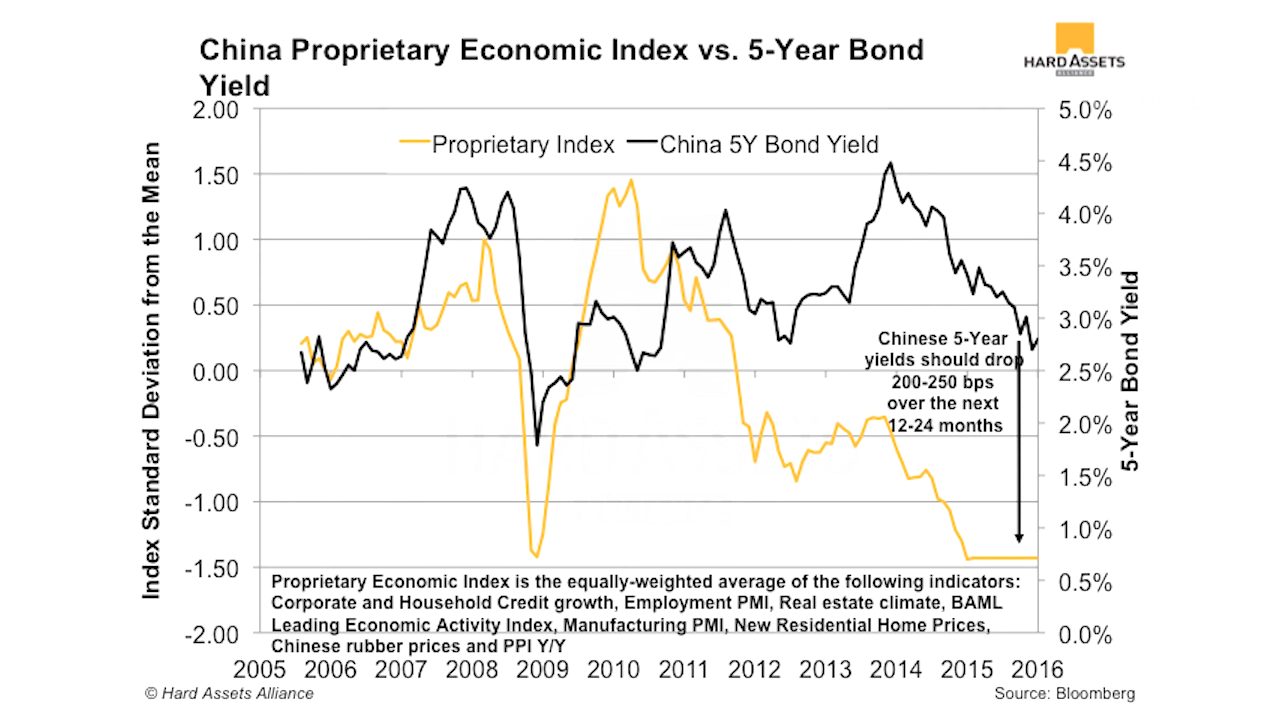 China Proprietary Economic Index vs. 5-Year Bond
Yield
HARD ASSETS
ALLIANCE
Proprietary Index
China 5Y Bond Yield
Index Standard Deviation from the Mean
2.00
1.50
1.00
0.50
0.00
-0.50
-1.00
-1.50
-2.00
5.0%
4.5%
4.0%
3.5%
3.0%
2.5%
2.0%
1.5%
1.0%
0.5%
0.0%
5-Year Bond Yield
Chinese 5-Year
yields should drop
200-250 bps
over the next
12-24 months
Proprietary Economic Index is the equally-weighted average of the following indicators:
Corporate and Household Credit growth, Employment PMI, Real estate climate, BAML
Leading Economic Activity Index, Manufacturing PMI, New Residential Home Prices,
Chinese rubber prices and PPI Y/Y
2005 2006 2007 2008 2009 2010 2011 2012 2013 2014 2015 2016
© Hard Assets Alliance
Source: Bloomberg